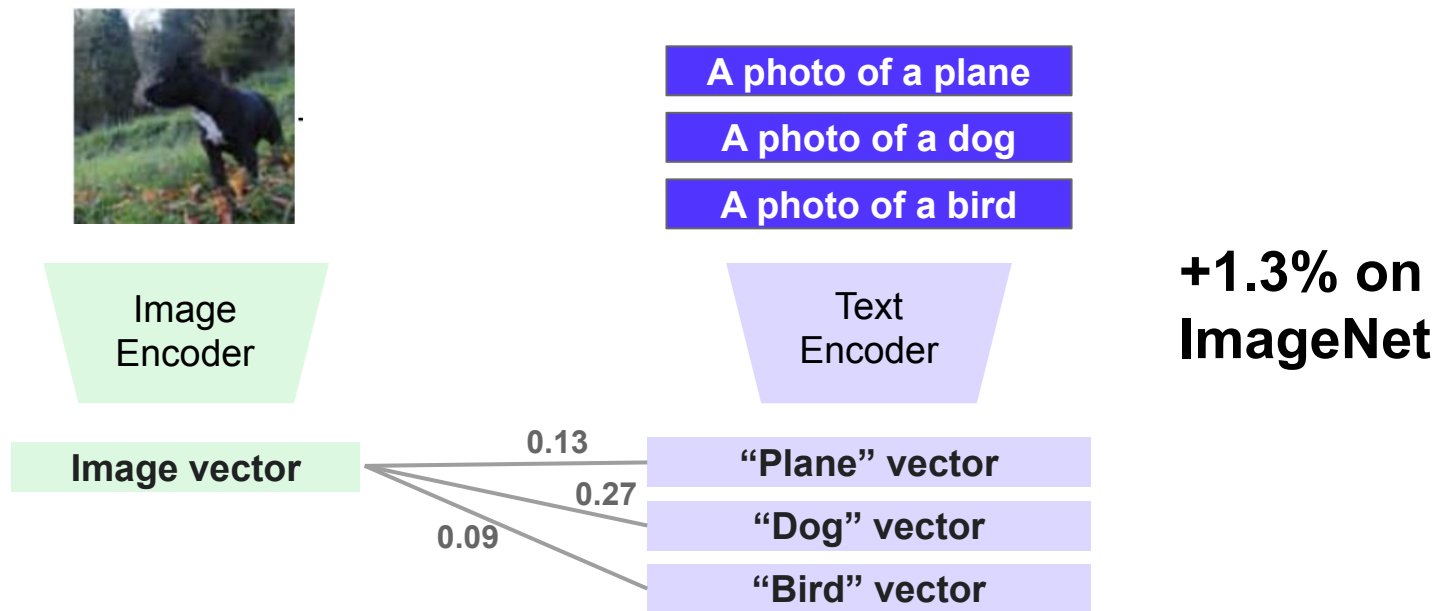 A photo of a plane
A photo of a dog
A photo of a bird
Image
Encoder
Text
Encoder
+1.3% on
ImageNet
Image vector
0.13
0.27
0.09
“Plane” vector
“Dog” vector
“Bird” vector